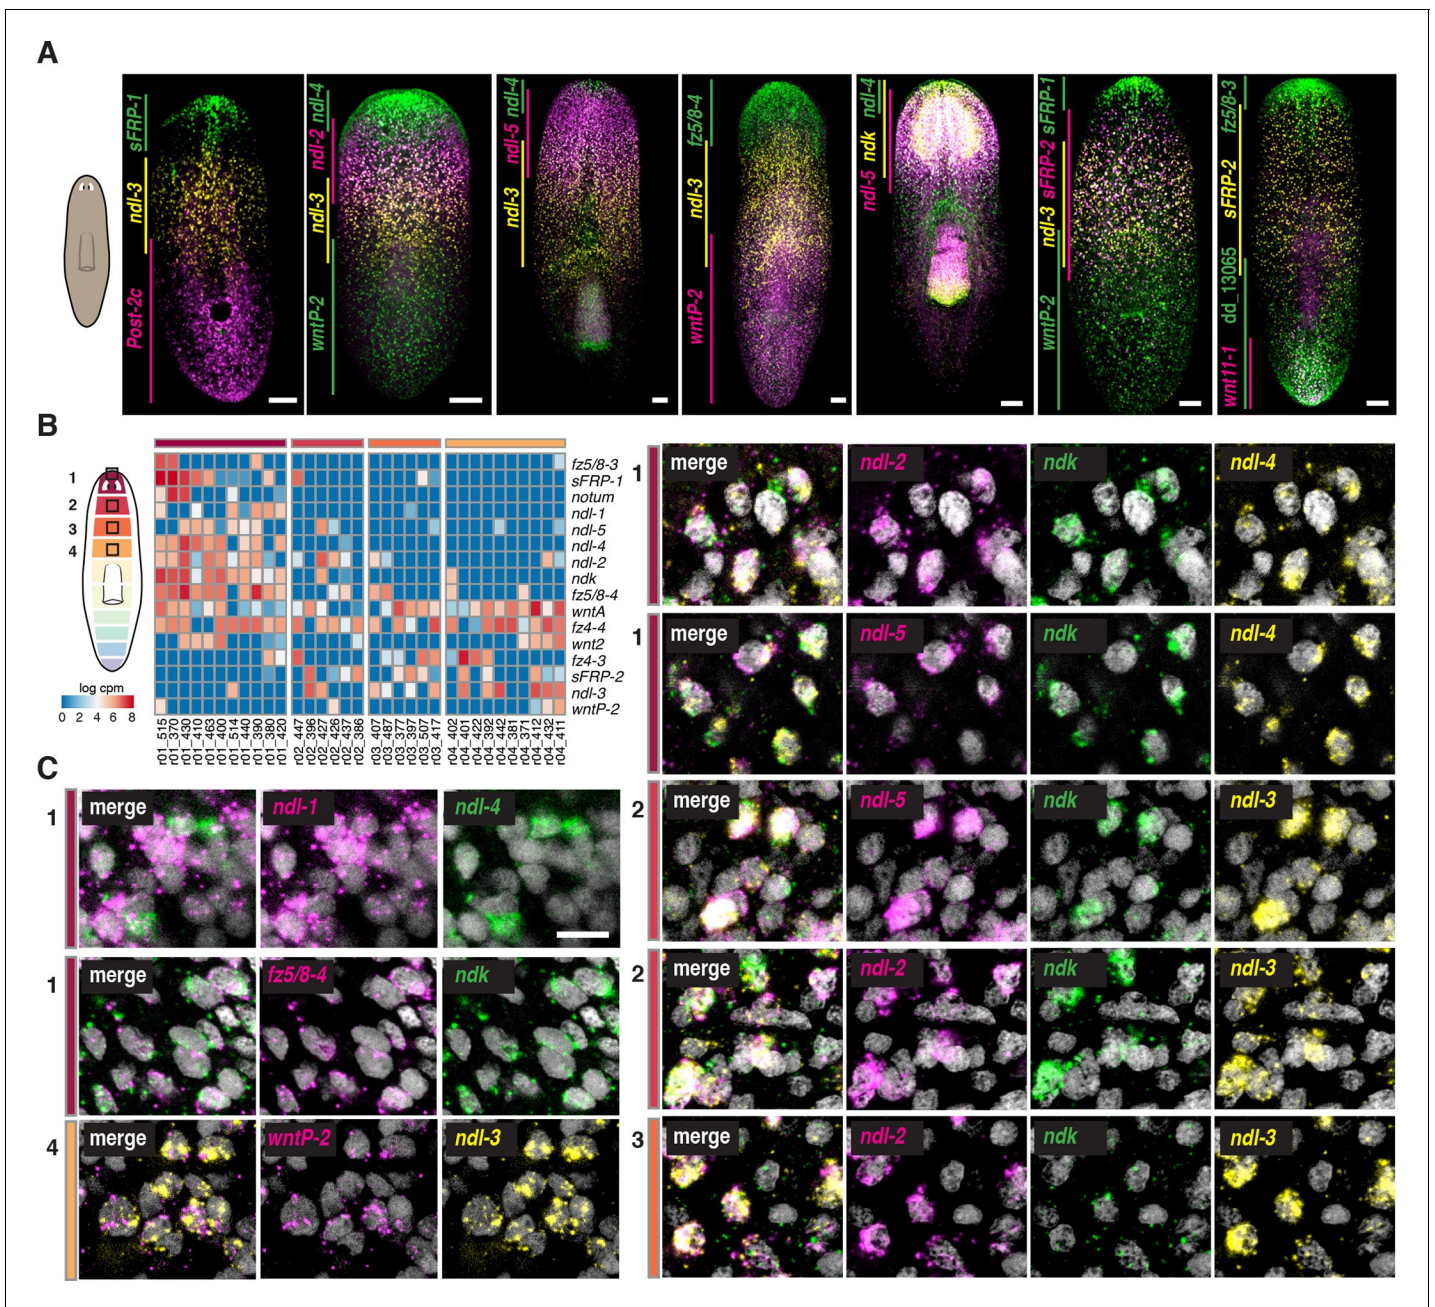 A
sFRP-1
ndl-3
Post-2c
ndl-4
ndl-2
ndl-3
wntP-2
ndl-4
ndl-5
ndl-3
fz5/8-4
ndl-3
wntP-2
ndl-4
ndk
ndl-5
sFRP-1
sFRP-2
ndl-3
wntP-2
fz5/8-3
sFRP-2
dd_13065
wnt11-1
B
1
2
3
4
log cpm
0 2 4 6 8
fz5/8-3
sFRP-1
notum
ndl-1
ndl-5
ndl-4
ndl-2
ndk
fz5/8-4
wntA
fz4-4
wnt2
fz4-3
sFRP-2
ndl-3
wntP-2
r01_515
r01_370
r01_430
r01_410
r01_463
r01_400
r01_514
r01_440
r01_390
r01_380
r01_420
r02_447
r02_396
r02_527
r02_426
r02_437
r02_386
r03_407
r03_487
r03_377
r03_397
r03_507
r03_417
r04_402
r04_401
r04_422
r04_392
r04_442
r04_381
r04_371
r04_412
r04_432
r04_411
C
1 merge ndl-1 ndl-4
1 merge fz5/8-4 ndk
4 merge wntP-2 ndl-3
1 merge ndl-2 ndk ndl-4
1 merge ndl-5 ndk ndl-4
2 merge ndl-5 ndk ndl-3
2 merge ndl-2 ndk ndl-3
3 merge ndl-2 ndk ndl-3